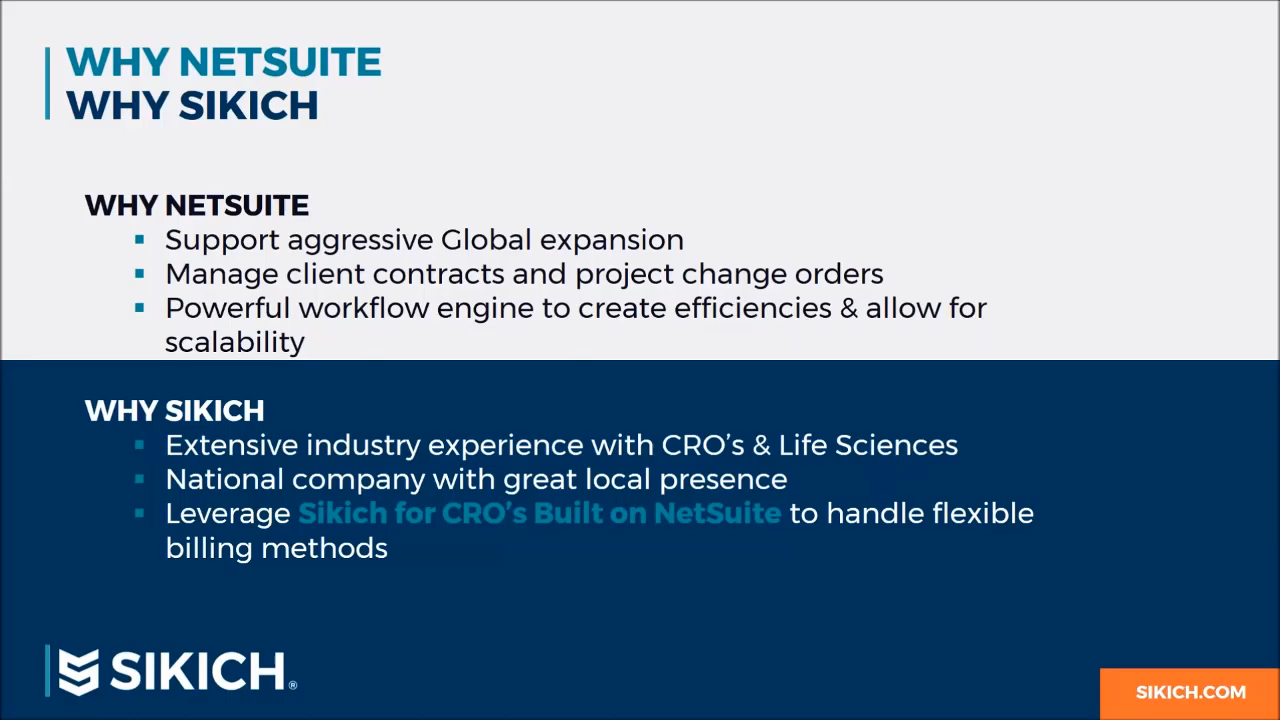 WHY NETSUITE
WHY SIKICH
WHY NETSUITE
▪ Support aggressive Global expansion
▪ Manage client contracts and project change orders
▪ Powerful workflow engine to create efficiencies & allow for
scalability
WHY SIKICH
▪ Extensive industry experience with CRO’s & Life Sciences
▪ National company with great local presence
▪ Leverage Sikich for CRO’s Built on NetSuite to handle flexible
billing methods
SIKICH®
SIKICH.COM